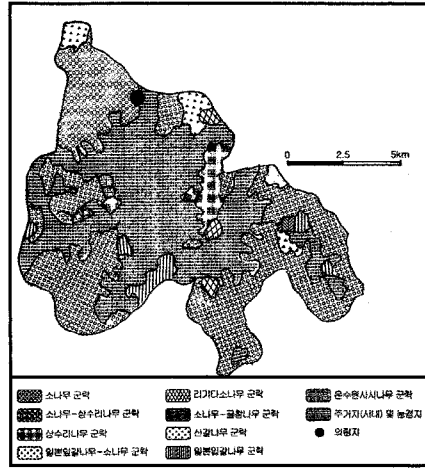 0 2.5 5km
소나무 군락 리기다소나무 군락 은수원사시나무 군락
소나무-상수리나무 군락 소나무-굴참나무 군락 주거지(시내) 및 농경지
상수리나무 군락 신갈나무 군락
일본잎갈나무-소나무 군락 일본잎갈나무 군락